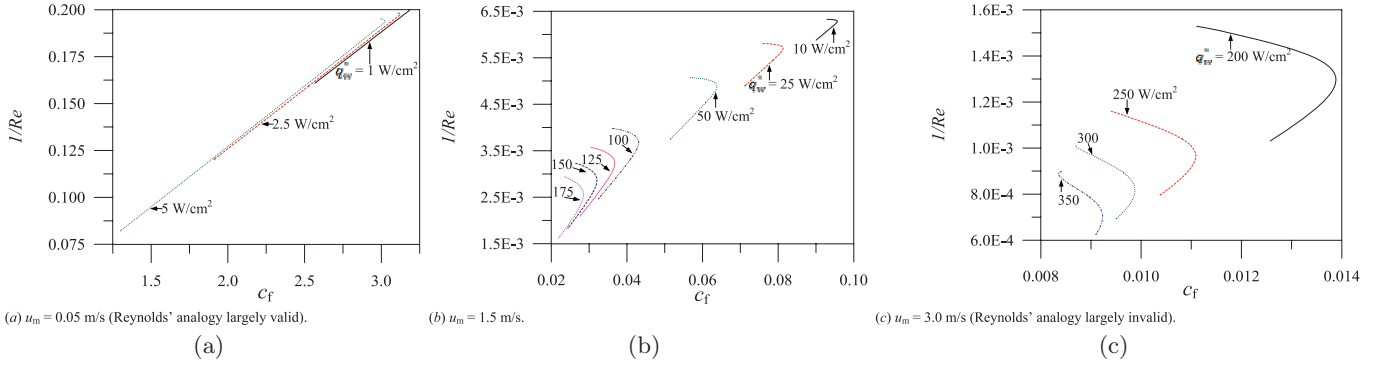 0.200
0.175
0.150
0.125
0.100
0.075
1/Re
q''w = 1 W/cm²
2.5 W/cm²
5 W/cm²
1.5
2.0
2.5
3.0
cf
(a) um = 0.05 m/s (Reynolds’ analogy largely valid).
(a)
6.5E-3
5.5E-3
4.5E-3
3.5E-3
2.5E-3
1.5E-3
1/Re
10 W/cm²
q''w = 25 W/cm²
50 W/cm²
100
125
150
175
0.02
0.04
0.06
0.08
0.10
cf
(b) um = 1.5 m/s.
(b)
1.6E-3
1.4E-3
1.2E-3
1.0E-3
8.0E-4
6.0E-4
1/Re
q''w = 200 W/cm²
250 W/cm²
300
350
0.008
0.010
0.012
0.014
cf
(c) um = 3.0 m/s (Reynolds’ analogy largely invalid).
(c)